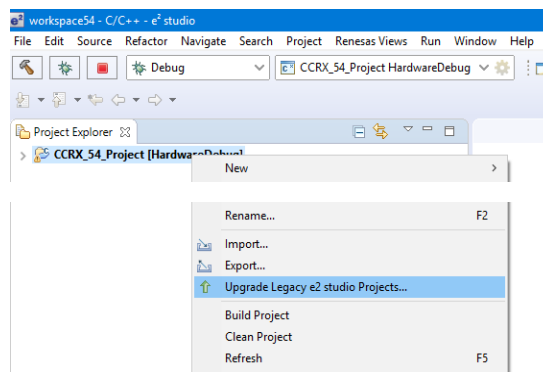 e² workspace54 - C/C++ - e² studio
File Edit Source Refactor Navigate Search Project Renesas Views Run Window Help
Debug CCRX_54_Project HardwareDebug
Project Explorer
CCRX_54_Project [HardwareDebug]
New
Rename... F2
Import...
Export...
Upgrade Legacy e2 studio Projects...
Build Project
Clean Project
Refresh F5